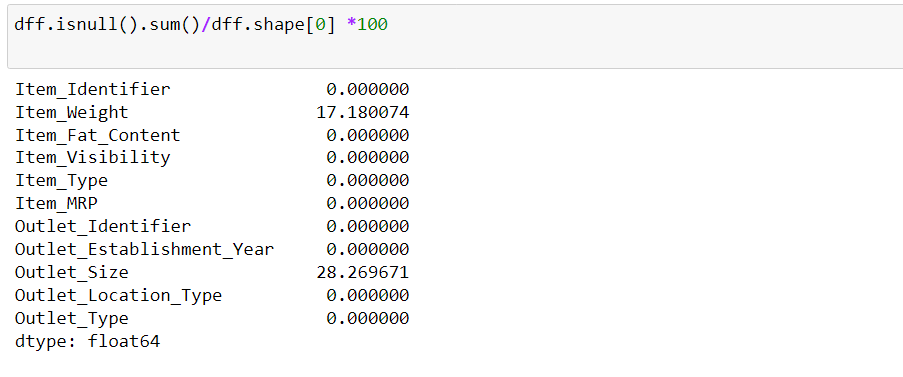 dff.isnull().sum()/dff.shape[0] *100
Item_Identifier 0.000000
Item_Weight 17.180074
Item_Fat_Content 0.000000
Item_Visibility 0.000000
Item_Type 0.000000
Item_MRP 0.000000
Outlet_Identifier 0.000000
Outlet_Establishment_Year 0.000000
Outlet_Size 28.269671
Outlet_Location_Type 0.000000
Outlet_Type 0.000000
dtype: float64